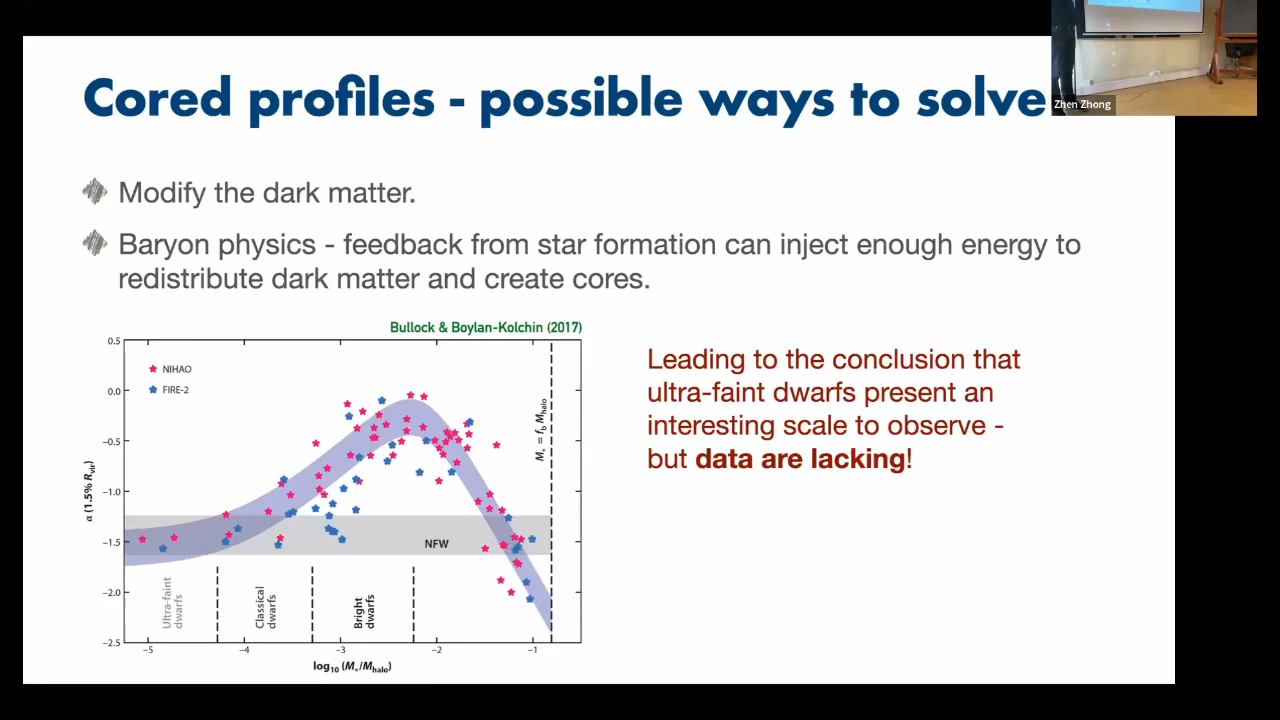 Cored profiles - possible ways to solve
Zhen Zhong
Modify the dark matter.
Baryon physics - feedback from star formation can inject enough energy to
redistribute dark matter and create cores.
Bullock & Boylan-Kolchin (2017)
0.5
0.0
−0.5
−1.0
−1.5
−2.0
−2.5
α (1.5% Rvir)
NIHAO
FIRE-2
M* = fb Mhalo
NFW
Ultra-faint
dwarfs
Classical
dwarfs
Bright
dwarfs
−5 −4 −3 −2 −1
log10 (M*/Mhalo)
Leading to the conclusion that
ultra-faint dwarfs present an
interesting scale to observe -
but data are lacking!